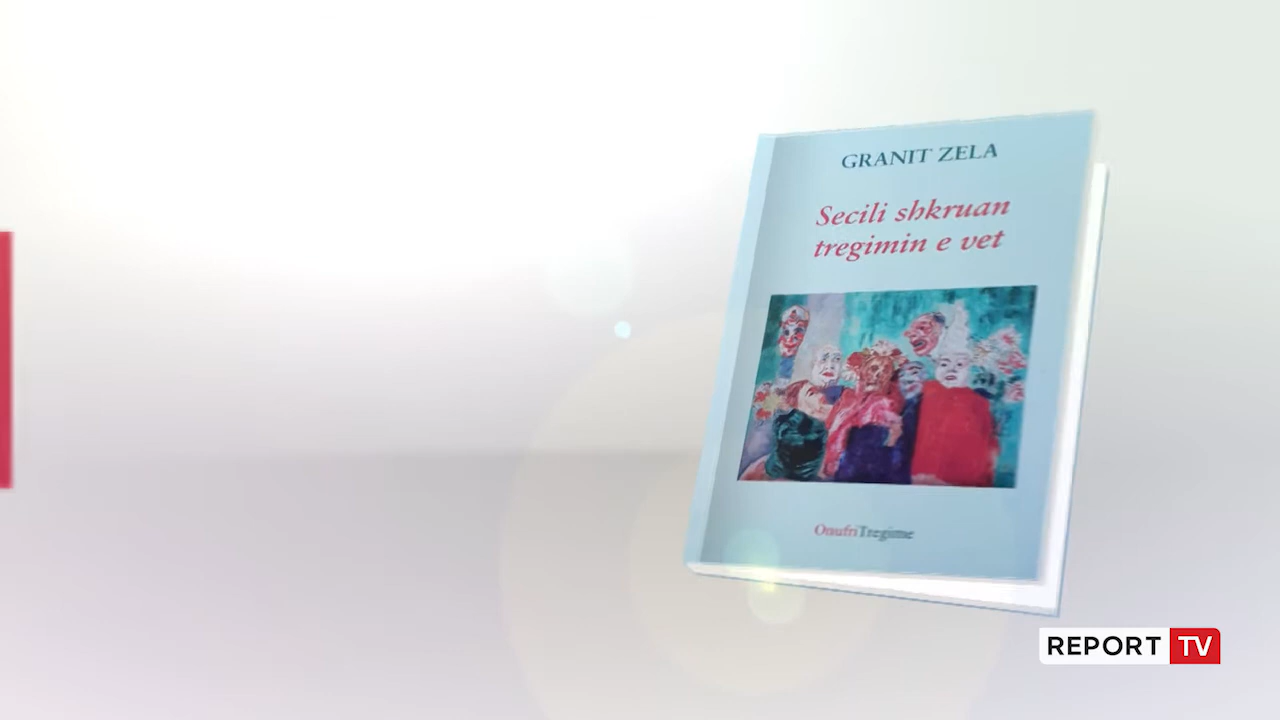 GRANIT ZELA
Secili shkruan
tregimin e vet
OnufriTregime
REPORT TV